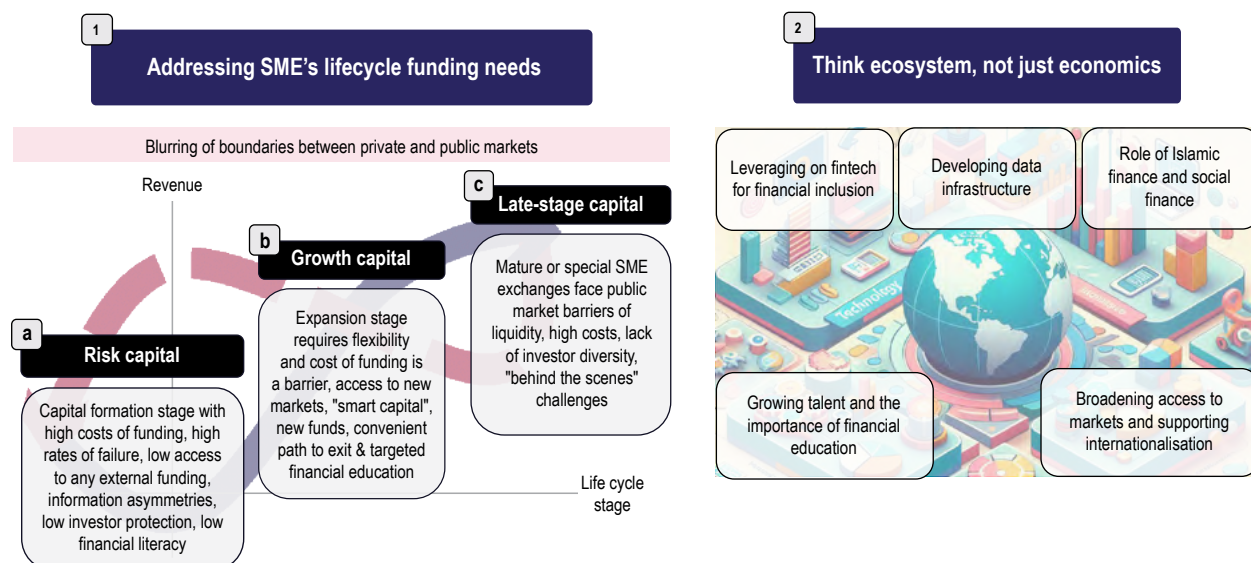 1
Addressing SME's lifecycle funding needs
Blurring of boundaries between private and public markets
Revenue
a
Risk capital
Capital formation stage with
high costs of funding, high
rates of failure, low access
to any external funding,
information asymmetries,
low investor protection, low
financial literacy
b
Growth capital
Expansion stage
requires flexibility
and cost of funding is
a barrier, access to new
markets, "smart capital",
new funds, convenient
path to exit & targeted
financial education
c
Late-stage capital
Mature or special SME
exchanges face public
market barriers of
liquidity, high costs, lack
of investor diversity,
"behind the scenes"
challenges
Life cycle
stage
2
Think ecosystem, not just economics
Leveraging on fintech
for financial inclusion
Developing data
infrastructure
Role of Islamic
finance and social
finance
Technology
Growing talent and the
importance of financial
education
Broadening access to
markets and supporting
internationalisation